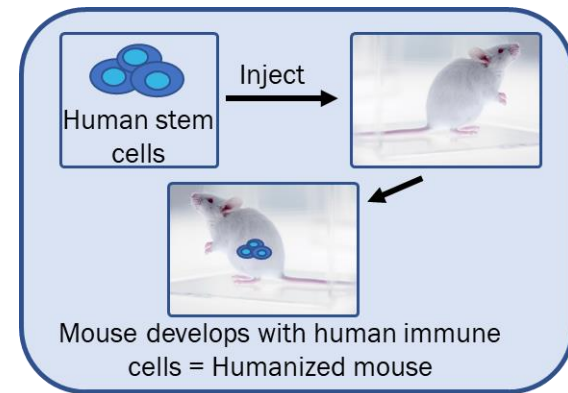 Inject
Human stem
cells
Mouse develops with human immune
cells = Humanized mouse